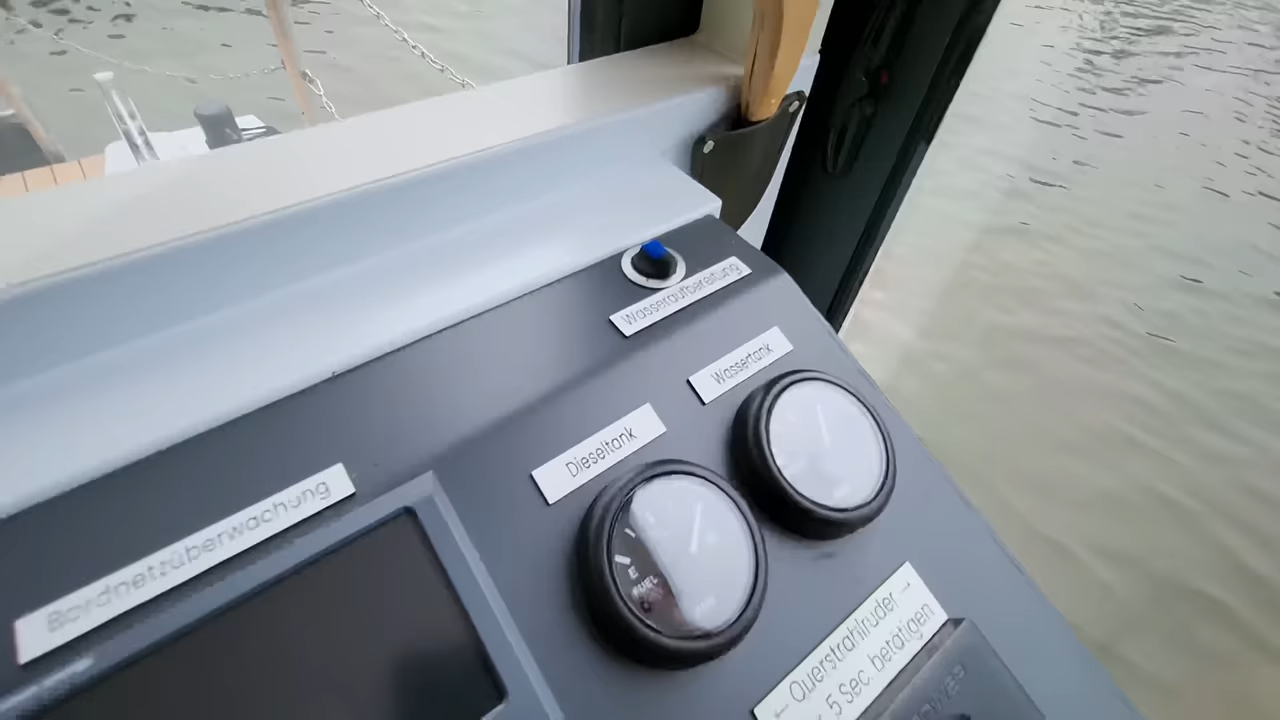 Wasseraufbereitung
Wassertank
Dieseltank
Bordnetzüberwachung
E
FUEL
← Querstrahlruder →
5 Sec. betätigen